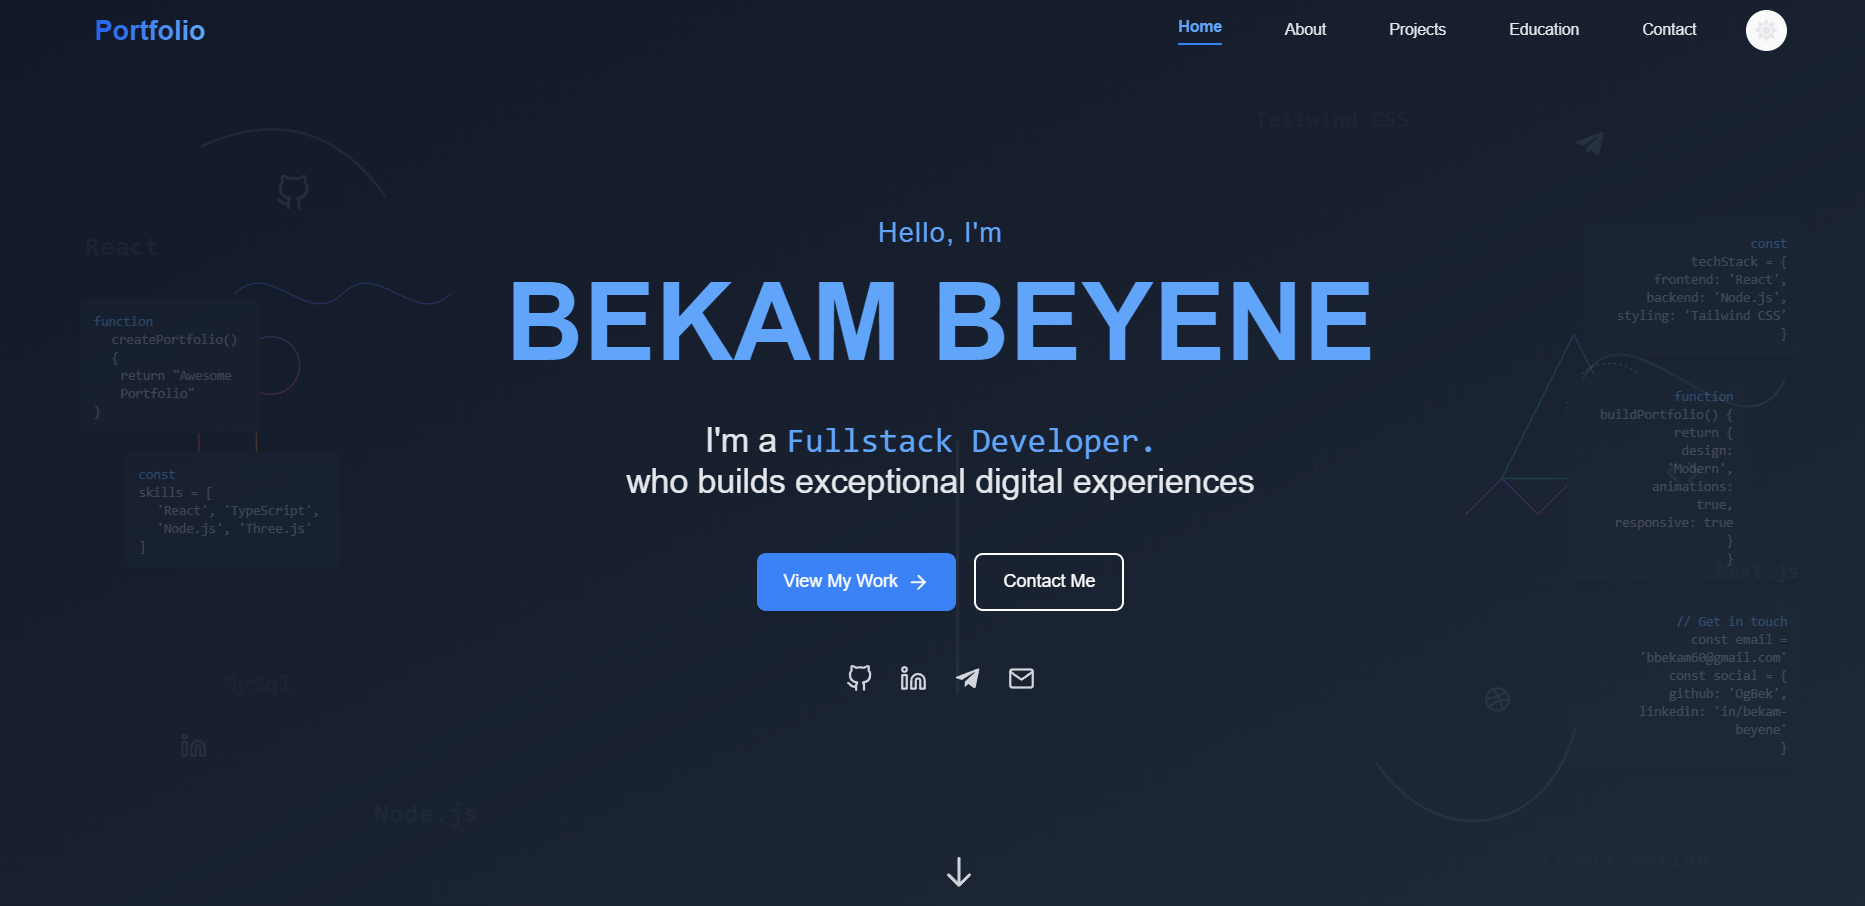 Portfolio
Home
About
Projects
Education
Contact
Tailwind CSS
React
Hello, I'm
BEKAM BEYENE
I'm a Fullstack Developer.
who builds exceptional digital experiences
View My Work
Contact Me
function
createPortfolio()
{
return "Awesome
Portfolio"
}
const
skills = [
'React', 'TypeScript',
'Node.js', 'Three.js'
]
MySql
Node.js
const
techStack = {
frontend: 'React',
backend: 'Node.js',
styling: 'Tailwind CSS'
}
Laravel
function
buildPortfolio() {
return {
design:
'Modern',
animations:
true,
responsive: true
}
}
Next.js
// Get in touch
const email =
'bbekam60@gmail.com'
const social = {
github: 'OgBek',
linkedin: 'in/bekam-
beyene'
}
Framer Motion